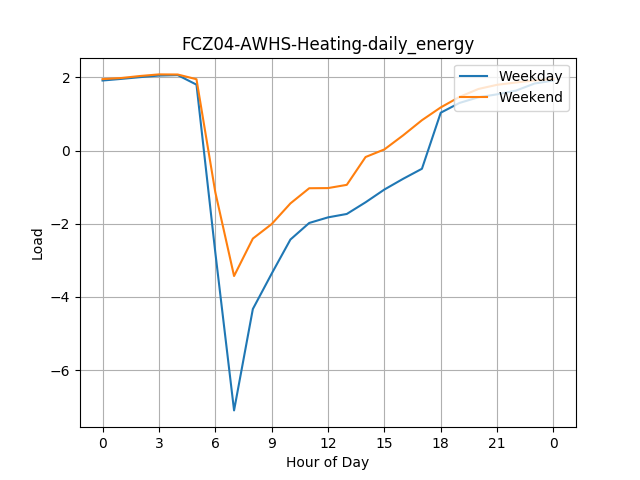 FCZ04-AWHS-Heating-daily_energy
Weekday
Weekend
2
0
−2
−4
−6
Load
0 3 6 9 12 15 18 21 0
Hour of Day